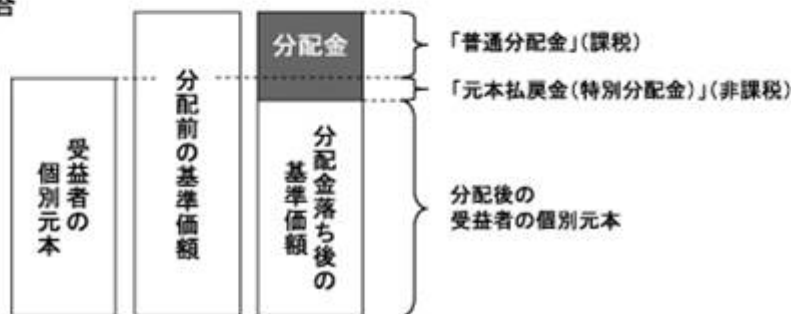 合
受益者の
個別元本
分配前の基準価額
分配金
分配金落ち後の
基準価額
「普通分配金」(課税)
「元本払戻金(特別分配金)」(非課税)
分配後の
受益者の個別元本